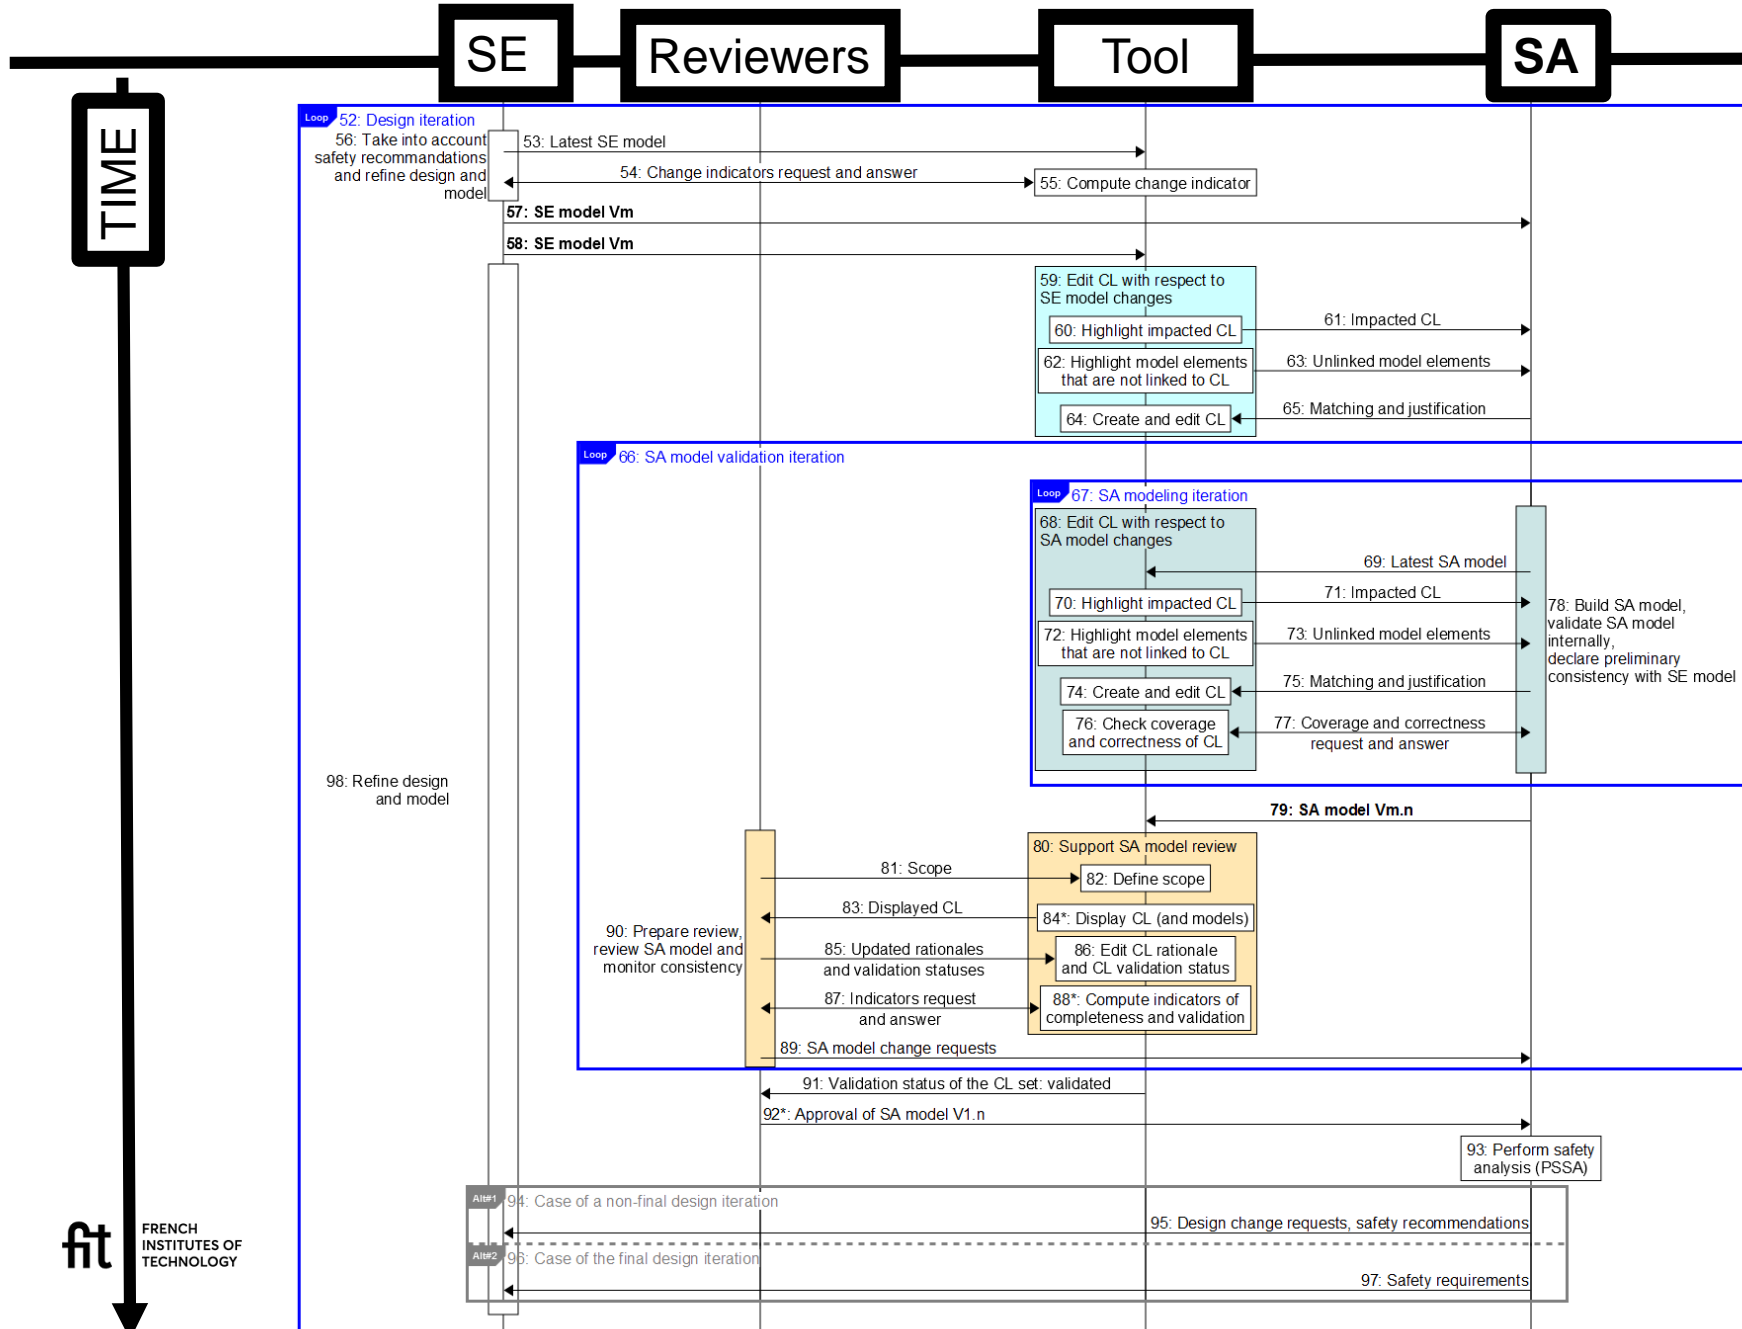 SE
Reviewers
Tool
SA
TIME
Loop
52: Design iteration
56: Take into account
safety recommandations
and refine design and
model
53: Latest SE model
54: Change indicators request and answer
55: Compute change indicator
57: SE model Vm
58: SE model Vm
59: Edit CL with respect to
SE model changes
60: Highlight impacted CL
61: Impacted CL
62: Highlight model elements
that are not linked to CL
63: Unlinked model elements
64: Create and edit CL
65: Matching and justification
Loop
66: SA model validation iteration
Loop
67: SA modeling iteration
68: Edit CL with respect to
SA model changes
69: Latest SA model
70: Highlight impacted CL
71: Impacted CL
72: Highlight model elements
that are not linked to CL
73: Unlinked model elements
74: Create and edit CL
75: Matching and justification
76: Check coverage
and correctness of CL
77: Coverage and correctness
request and answer
78: Build SA model,
validate SA model
internally,
declare preliminary
consistency with SE model
98: Refine design
and model
79: SA model Vm.n
80: Support SA model review
81: Scope
82: Define scope
83: Displayed CL
84*: Display CL (and models)
90: Prepare review,
review SA model and
monitor consistency
85: Updated rationales
and validation statuses
86: Edit CL rationale
and CL validation status
87: Indicators request
and answer
88*: Compute indicators of
completeness and validation
89: SA model change requests
91: Validation status of the CL set: validated
92*: Approval of SA model V1.n
93: Perform safety
analysis (PSSA)
Alt#1
94: Case of a non-final design iteration
95: Design change requests, safety recommendations
Alt#2
96: Case of the final design iteration
97: Safety requirements
fit
FRENCH
INSTITUTES OF
TECHNOLOGY